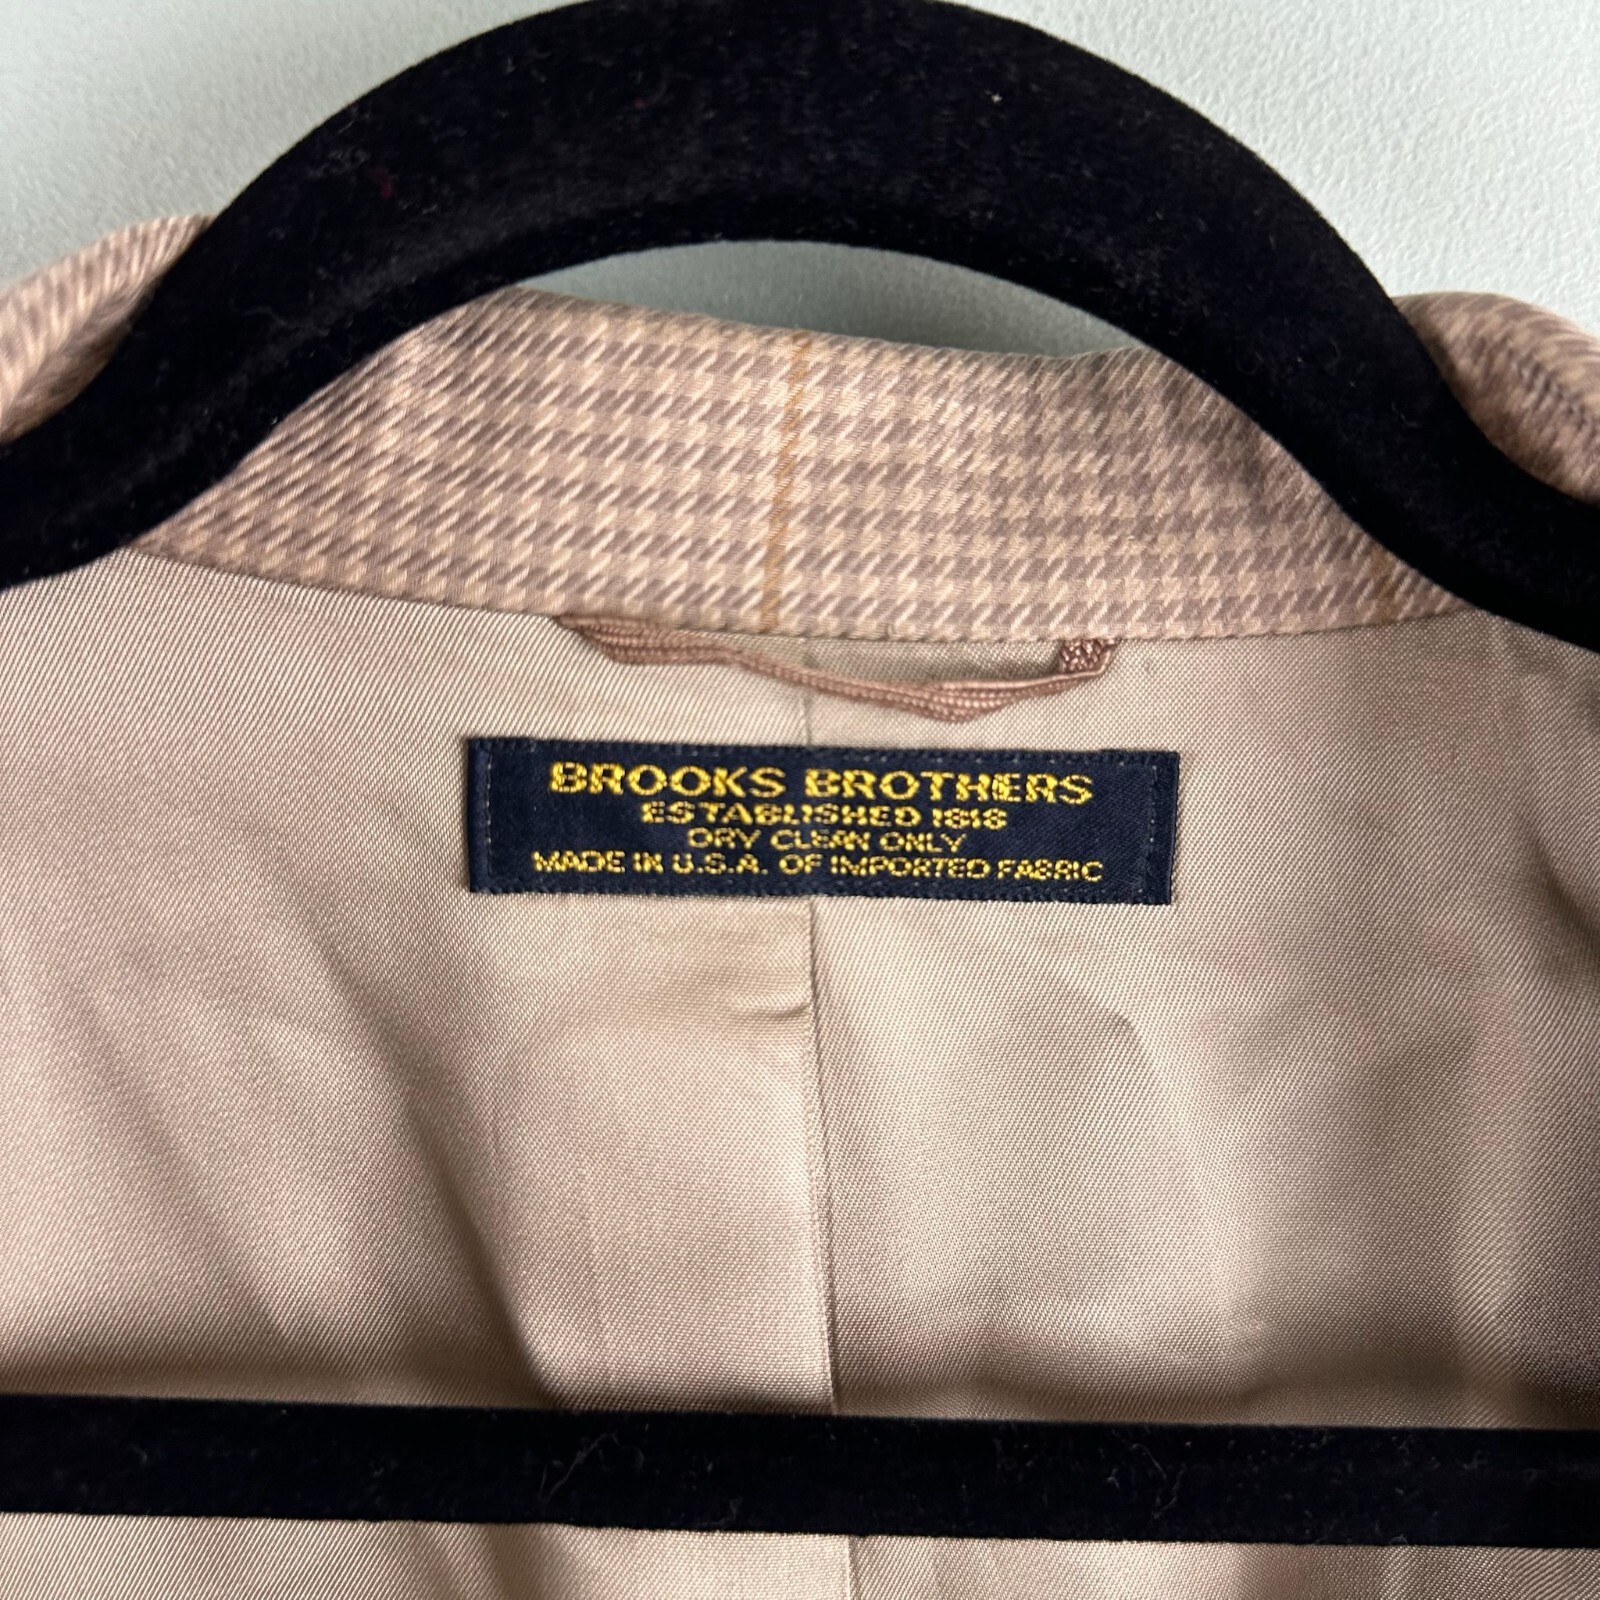 BROOKS BROTHERS
ESTABLISHED 1818
DRY CLEAN ONLY
MADE IN U.S.A. OF IMPORTED FABRIC